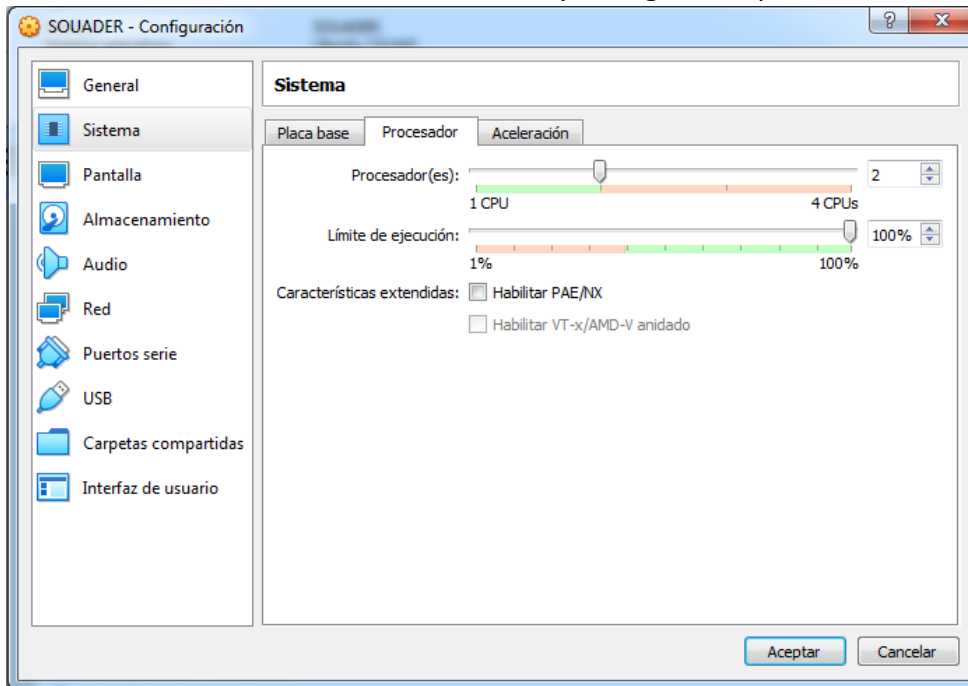 SOUADER - Configuración
General
Sistema
Pantalla
Almacenamiento
Audio
Red
Puertos serie
USB
Carpetas compartidas
Interfaz de usuario
Sistema
Placa base Procesador Aceleración
Procesador(es): 2
1 CPU 4 CPUs
Límite de ejecución: 100%
1% 100%
Características extendidas: Habilitar PAE/NX
Habilitar VT-x/AMD-V anidado
Aceptar Cancelar